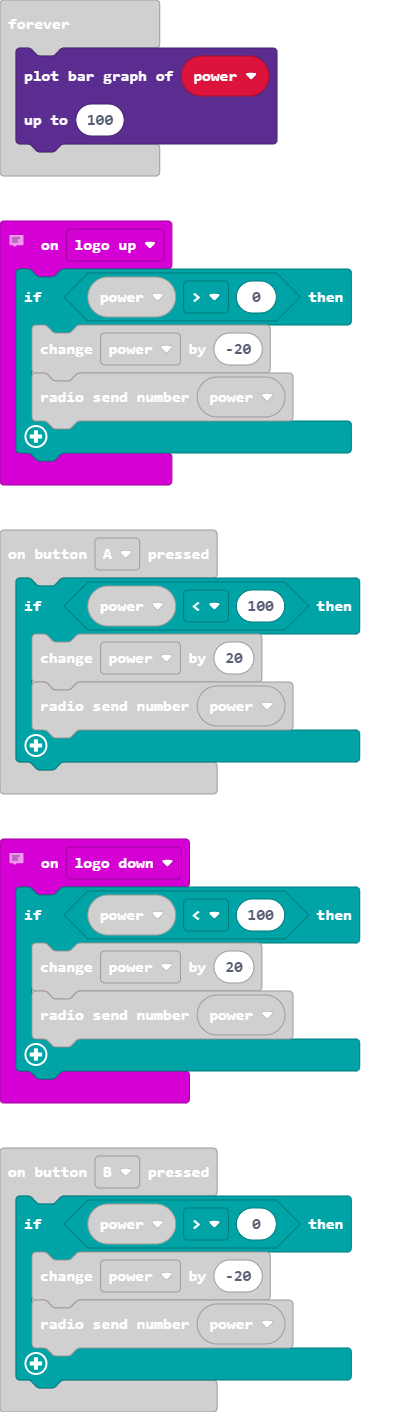 forever
plot bar graph of power
up to 100
on logo up
if power > 0 then
change power by -20
radio send number power
on button A pressed
if power < 100 then
change power by 20
radio send number power
on logo down
if power < 100 then
change power by 20
radio send number power
on button B pressed
if power > 0 then
change power by -20
radio send number power